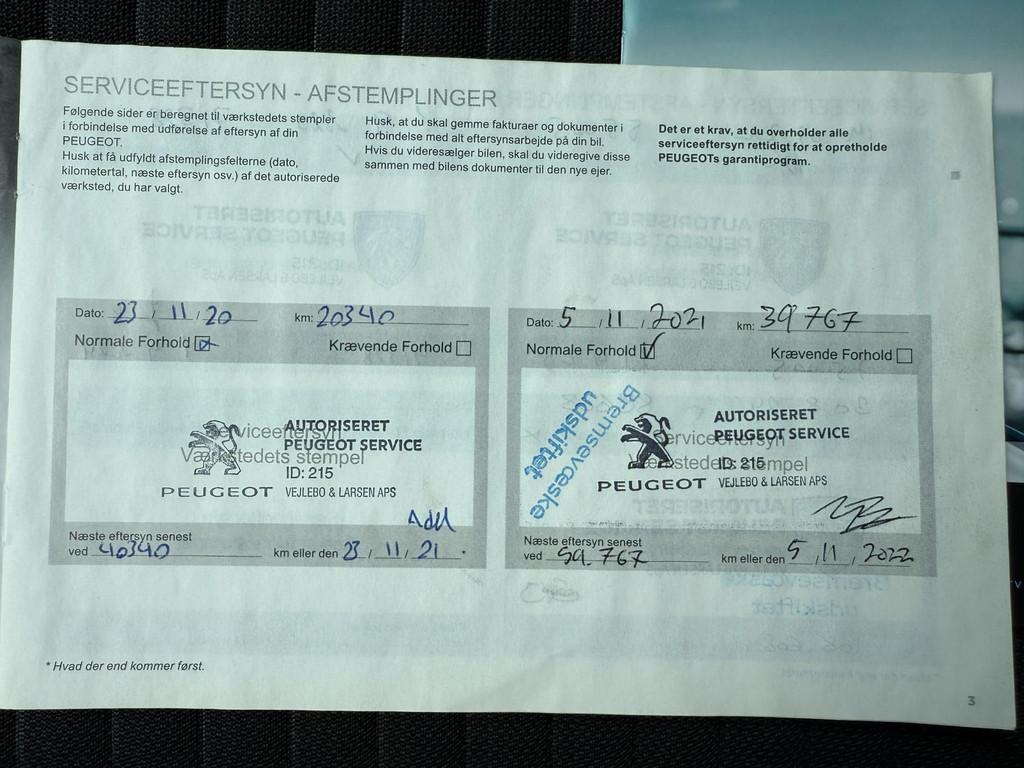 SERVICEEFTERSYN - AFSTEMPLINGER
Følgende sider er beregnet til værkstedets stempler
i forbindelse med udførelse af eftersyn af din
PEUGEOT.
Husk at få udfyldt afstemplingsfelterne (dato,
kilometertal, næste eftersyn osv.) af det autoriserede
værksted, du har valgt.
Husk, at du skal gemme fakturaer og dokumenter i
forbindelse med alt eftersynsarbejde på din bil.
Hvis du videresælger bilen, skal du videregive disse
sammen med bilens dokumenter til den nye ejer.
Det er et krav, at du overholder alle
serviceeftersyn rettidigt for at opretholde
PEUGEOTs garantiprogram.
Dato: 23 / 11 / 20 km: 20340
Normale Forhold Krævende Forhold
Serviceeftersyn
Værkstedets stempel
AUTORISERET
PEUGEOT SERVICE
ID: 215
PEUGEOT VEJLEBO & LARSEN APS
Næste eftersyn senest
ved 40340 km eller den 23 / 11 / 21 .
Dato: 5 / 11 / 2021 km: 39767
Normale Forhold Krævende Forhold
Bremsevæske
udskiftet
Serviceeftersyn
Værkstedets stempel
AUTORISERET
PEUGEOT SERVICE
ID: 215
PEUGEOT VEJLEBO & LARSEN APS
Næste eftersyn senest
ved 59.767 km eller den 5 / 11 / 2022
* Hvad der end kommer først.
3